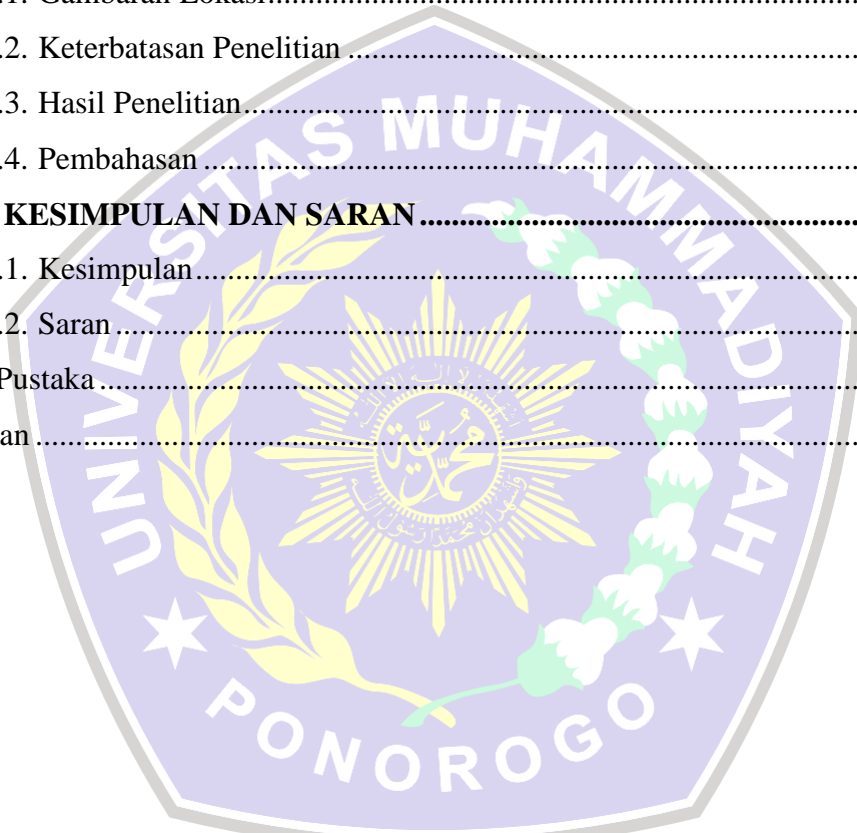 .1. Gambaran Lokasi..........................................................................
.2. Keterbatasan Penelitian ................................................................
.3. Hasil Penelitian..............................................................................
.4. Pembahasan ...................................................................................
KESIMPULAN DAN SARAN..........................................................
.1. Kesimpulan.....................................................................................
.2. Saran ...............................................................................................
Pustaka ................................................................................................
an ..........................................................................................................
UNIVERSITAS MUHAMMADIYAH
PONOROGO
محمدية